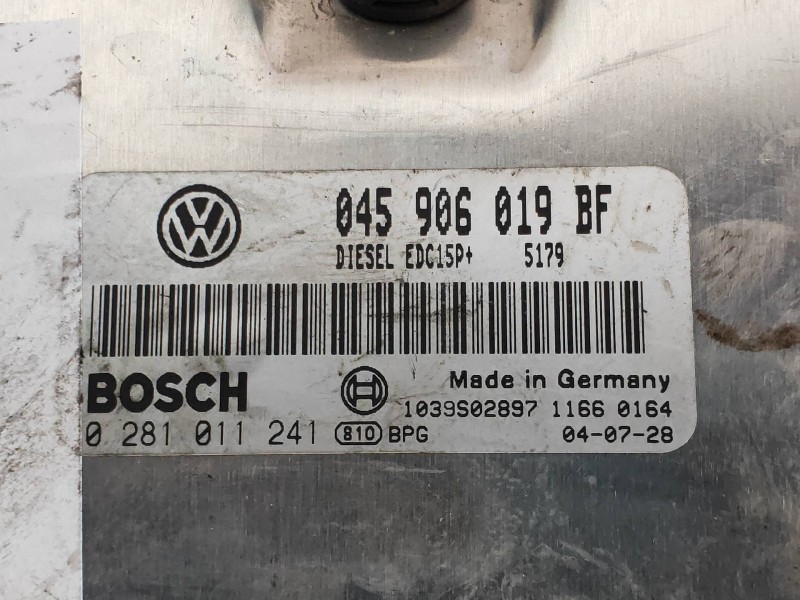 045 906 019 BF
DIESEL EDC15P+ 5179
BOSCH
Made in Germany
1039S02897 1166 0164
0 281 011 241 810 BPG 04-07-28